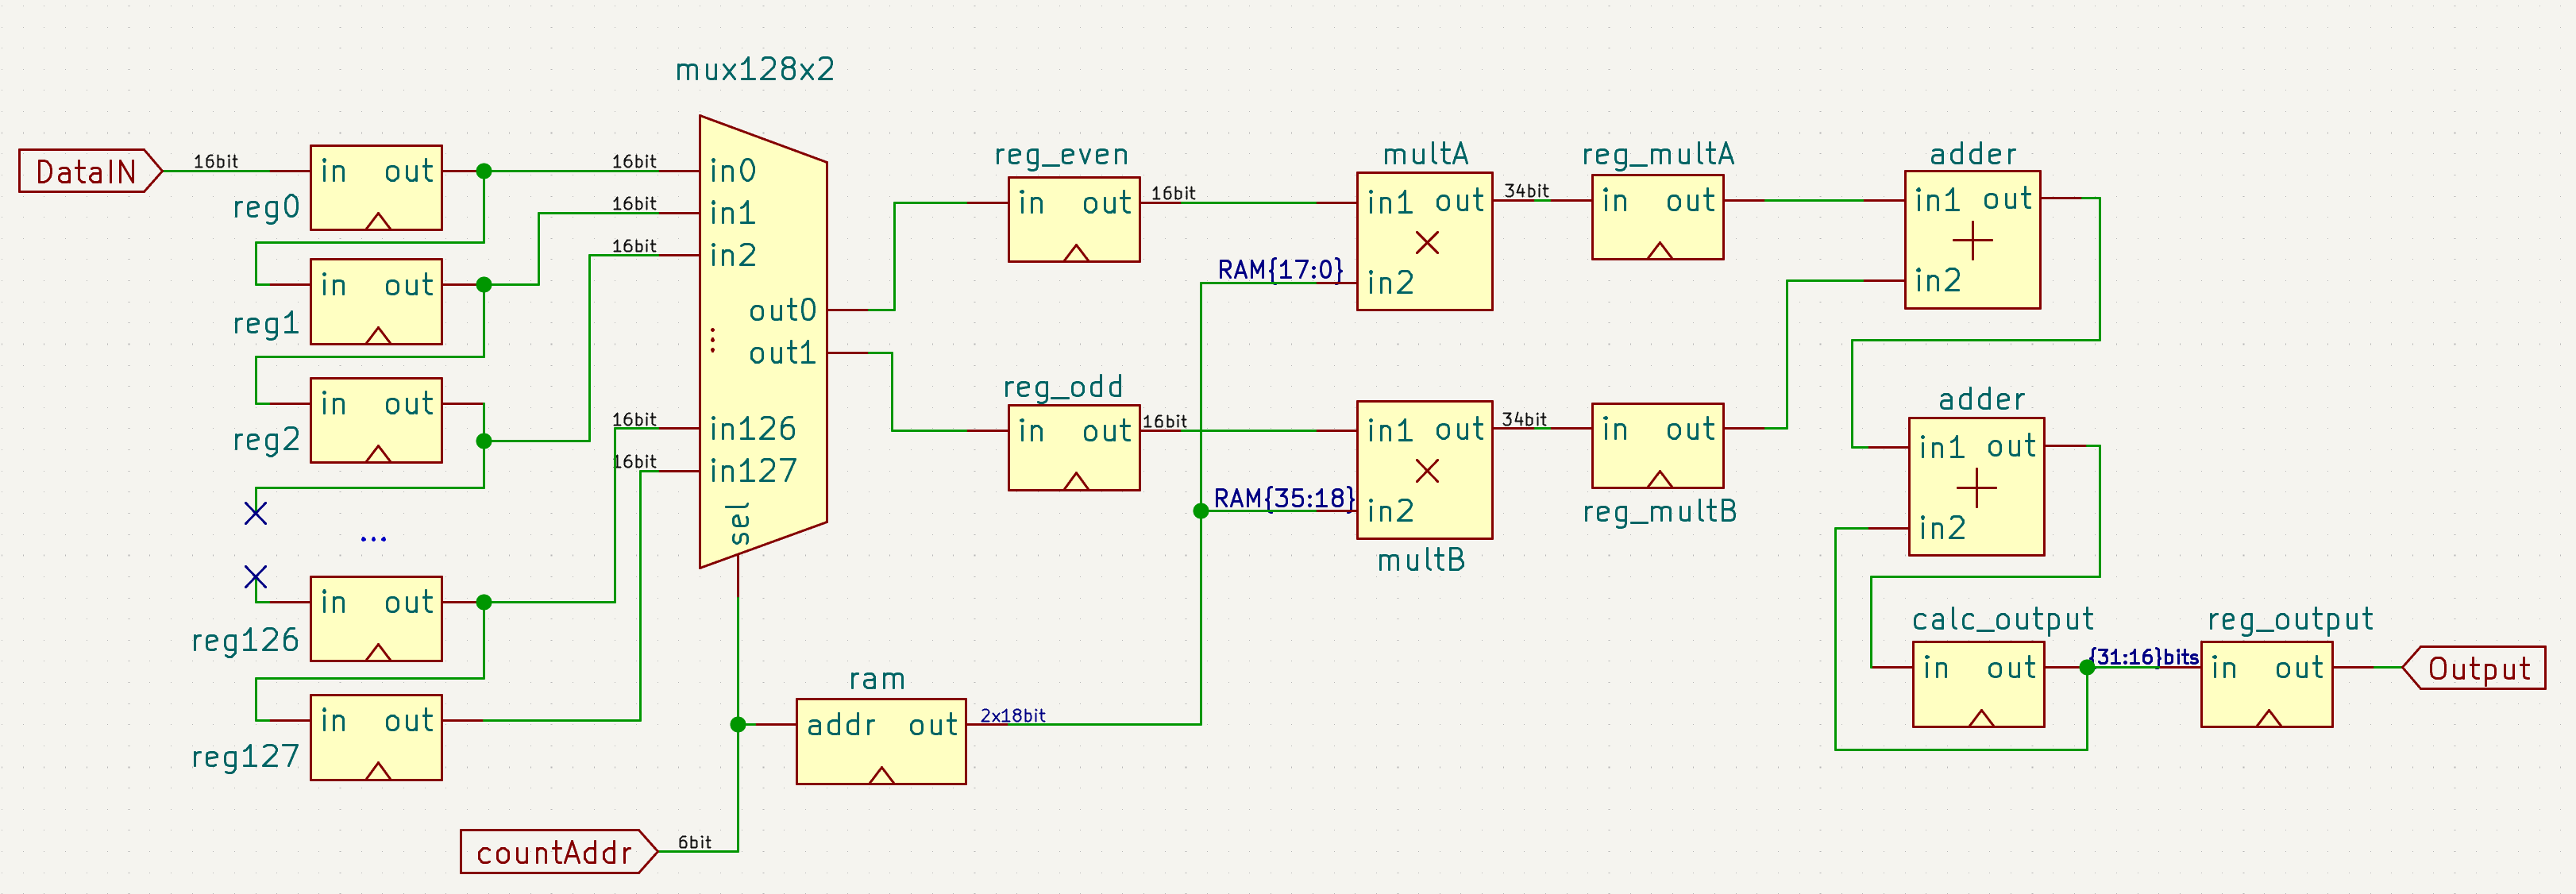 mux128x2
DataIN
16bit
in out
reg0
in out
reg1
in out
reg2
...
in out
reg126
in out
reg127
16bit
16bit
16bit
16bit
16bit
in0
in1
in2
out0
out1
in126
in127
sel
countAddr
6bit
ram
addr out
2x18bit
reg_even
in out
16bit
reg_odd
in out
16bit
RAM{17:0}
RAM{35:18}
multA
in1 out
in2
34bit
in1 out
in2
multB
34bit
reg_multA
in out
in out
reg_multB
adder
in1 out
in2
adder
in1 out
in2
calc_output
in out
{31:16}bits
reg_output
in out
Output